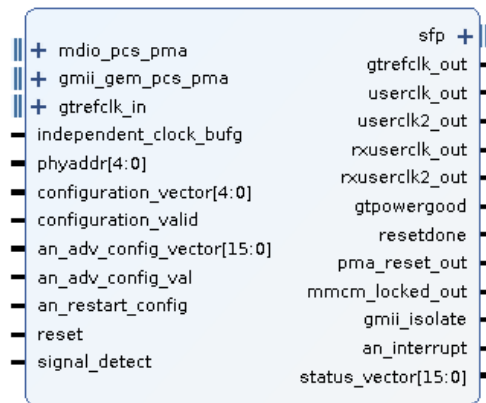 sfp
mdio_pcs_pma
gtrefclk_out
gmii_gem_pcs_pma
userclk_out
gtrefclk_in
userclk2_out
independent_clock_bufg
rxuserclk_out
phyaddr[4:0]
rxuserclk2_out
configuration_vector[4:0]
gtpowergood
configuration_valid
resetdone
an_adv_config_vector[15:0]
pma_reset_out
an_adv_config_val
mmcm_locked_out
an_restart_config
gmii_isolate
reset
an_interrupt
signal_detect
status_vector[15:0]